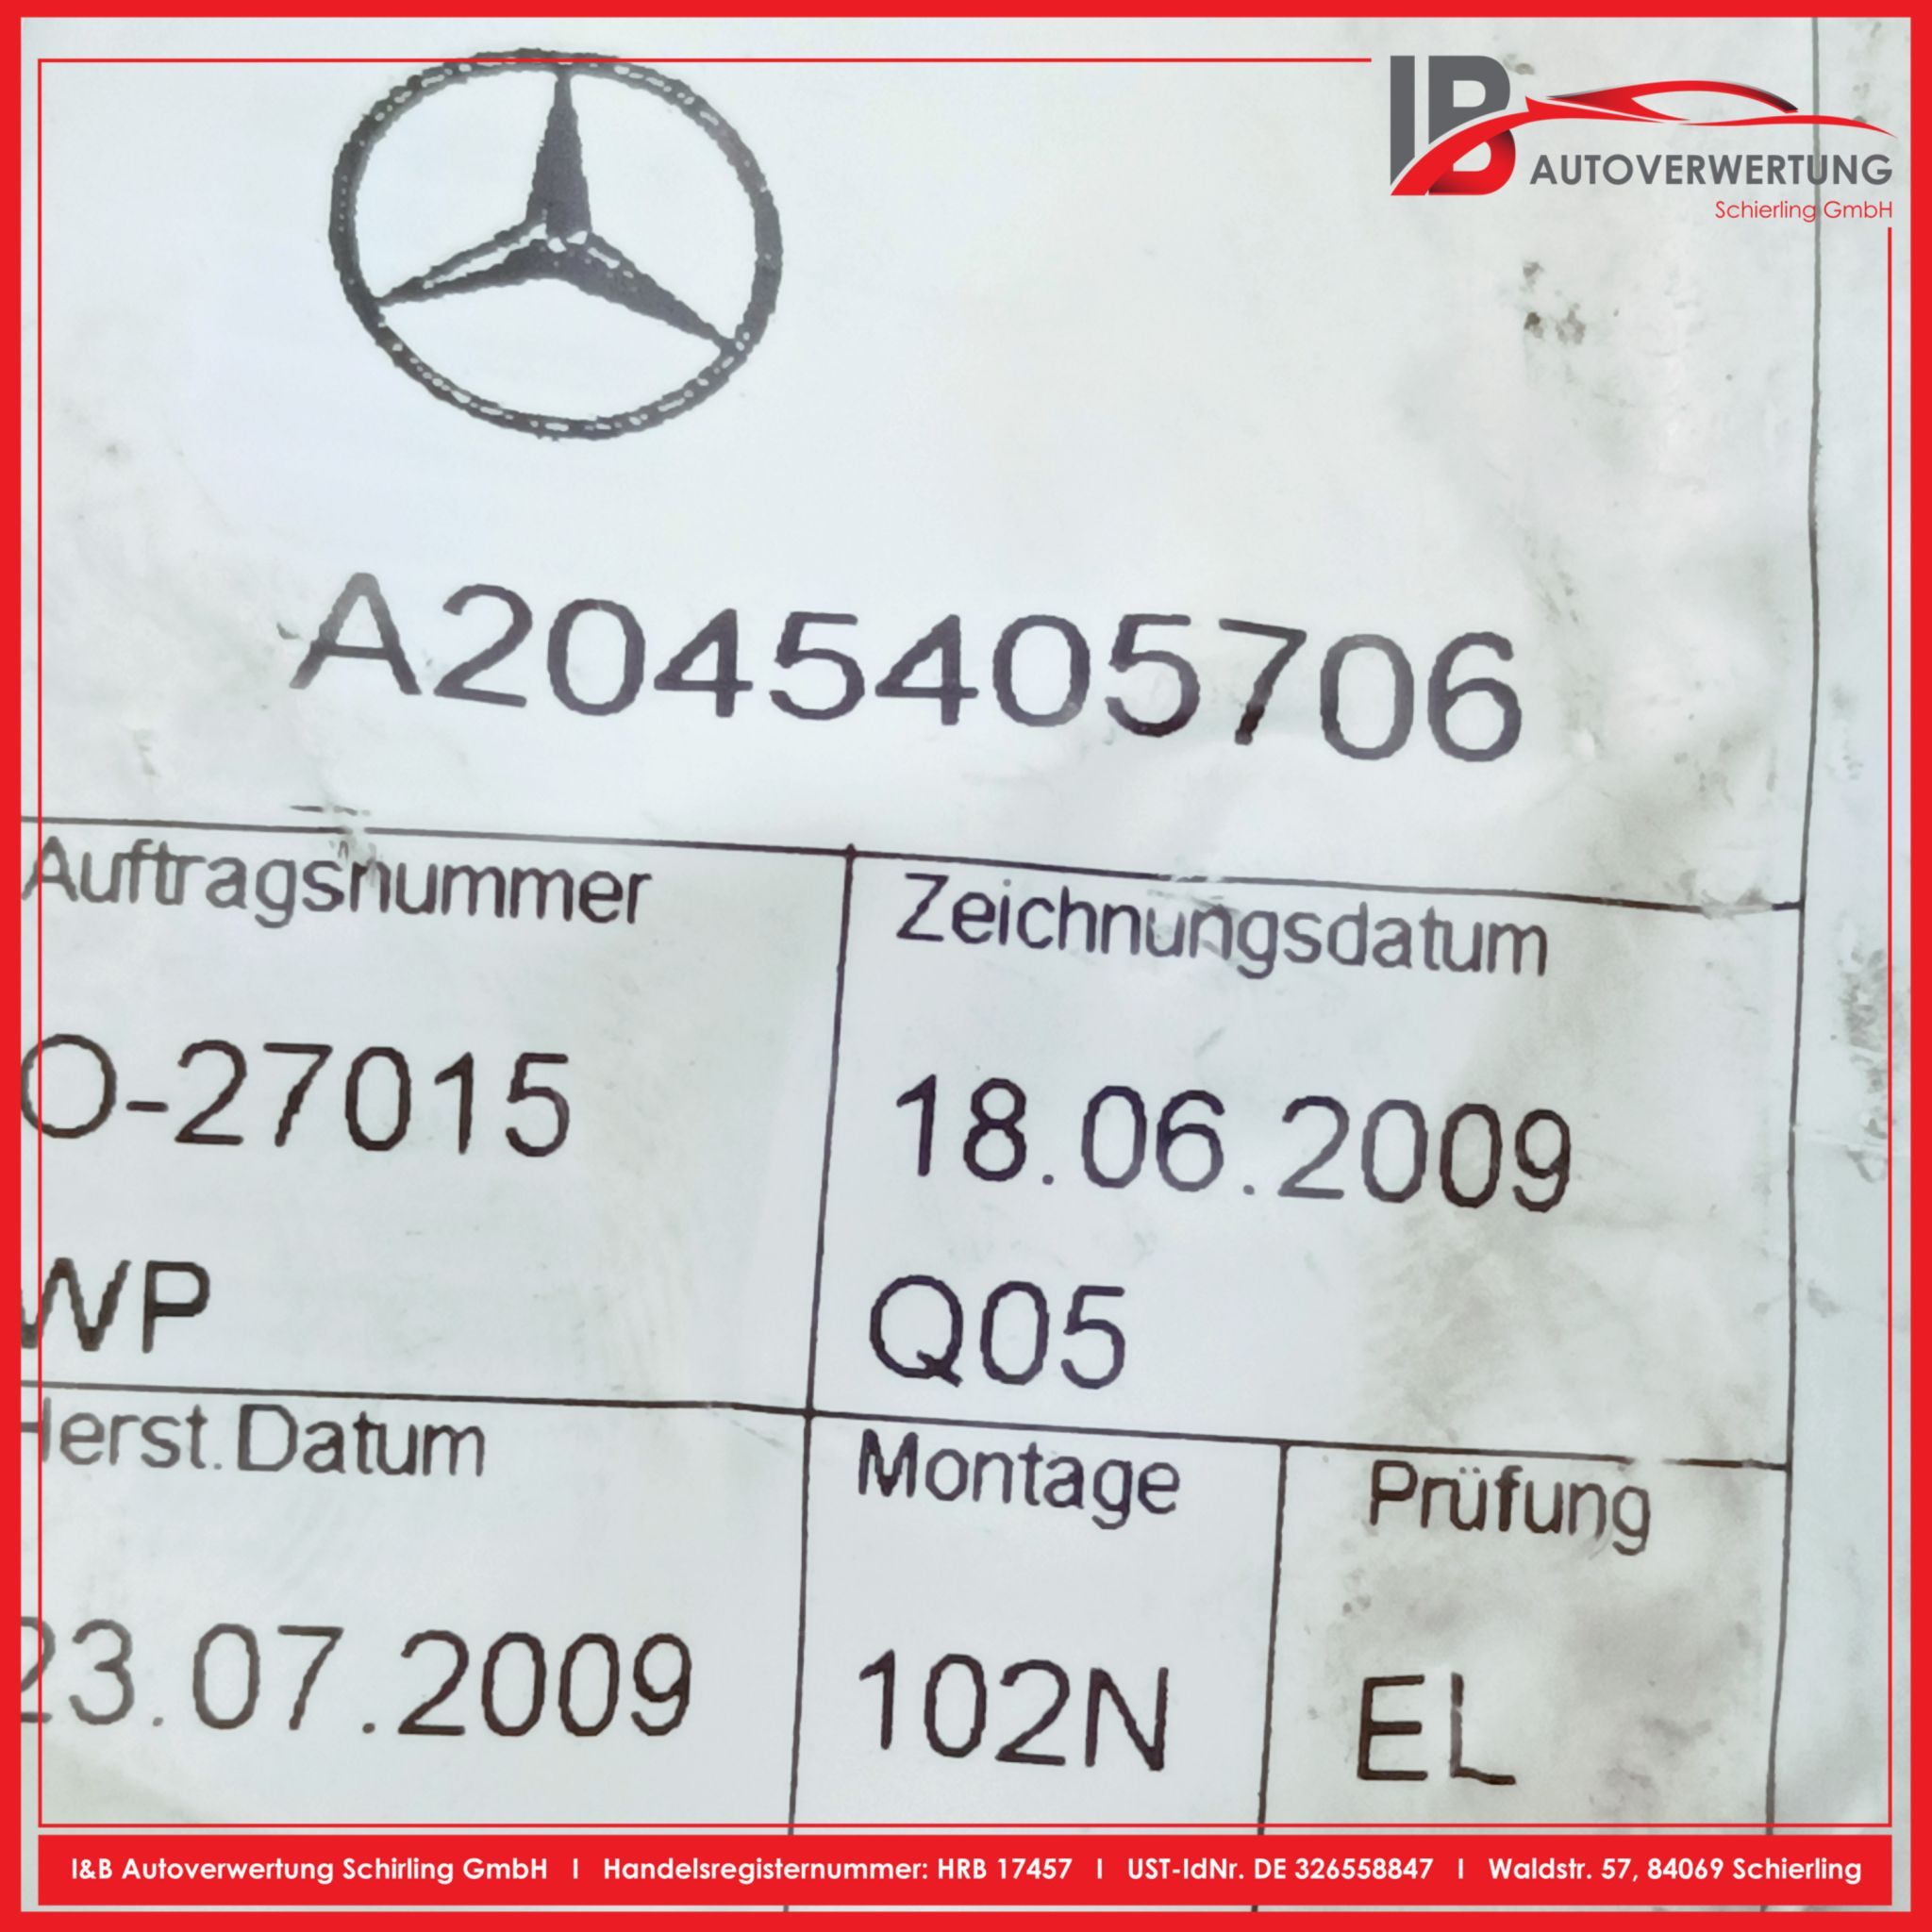 IB
AUTOVERWERTUNG
Schierling GmbH
A2045405706
Auftragsnummer
Zeichnungsdatum
O-27015
18.06.2009
WP
Q05
Herst.Datum
Montage
Prüfung
23.07.2009
102N
EL
I&B Autoverwertung Schirling GmbH | Handelsregisternummer: HRB 17457 | UST-IdNr. DE 326558847 | Waldstr. 57, 84069 Schierling